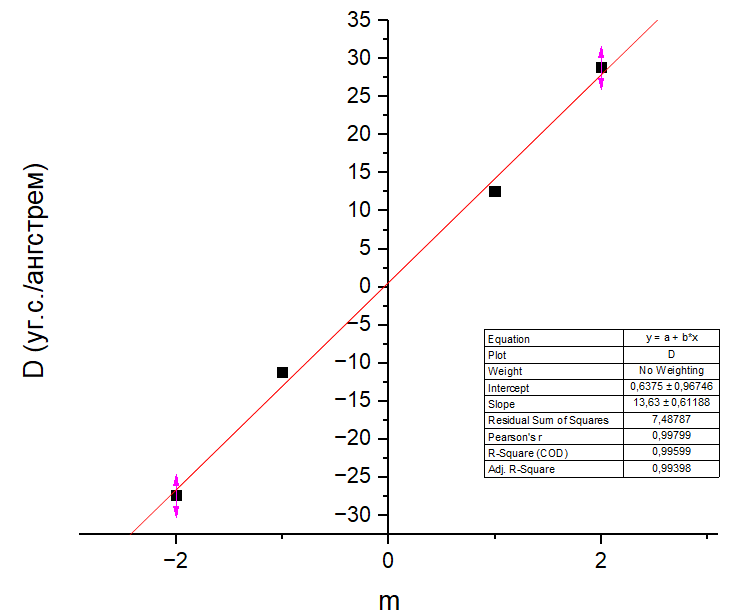 35
30
25
20
15
10
5
0
−5
−10
−15
−20
−25
−30
D (уг.с./ангстрем)
−2 0 2
m
Equation y = a + b*x
Plot D
Weight No Weighting
Intercept 0,6375 ± 0,96746
Slope 13,63 ± 0,61188
Residual Sum of Squares 7,48787
Pearson's r 0,99799
R-Square (COD) 0,99599
Adj. R-Square 0,99398